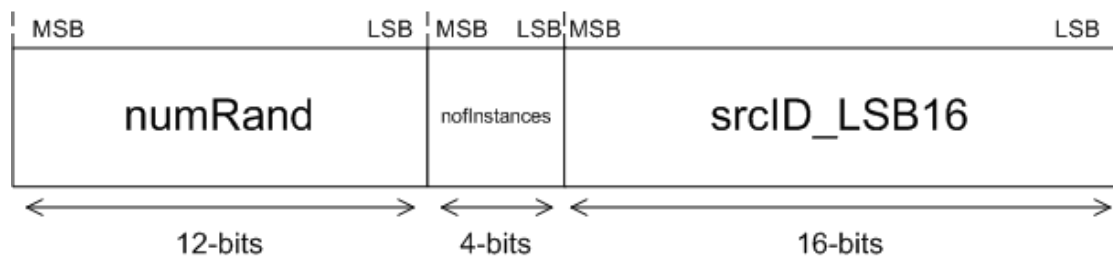 MSB LSB MSB LSB MSB LSB
numRand nofInstances srcID_LSB16
12-bits 4-bits 16-bits